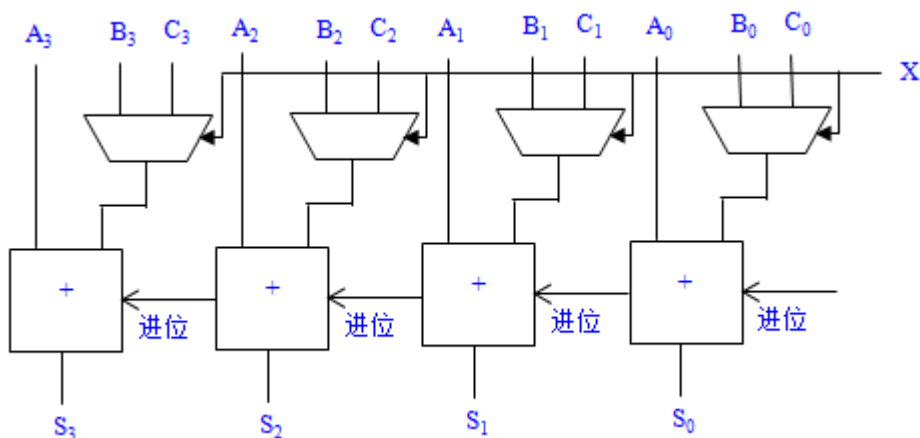 A₃ B₃ C₃ A₂ B₂ C₂ A₁ B₁ C₁ A₀ B₀ C₀
X
+ + + +
进位 进位 进位 进位
S₃ S₂ S₁ S₀